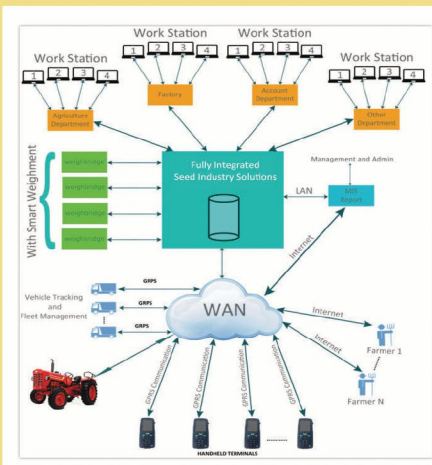 Work Station
Work Station
1 2 3 4
1 2 3 4
Work Station
Work Station
1 2 3 4
1 2 3 4
Factory
Account
Department
Agriculture
Department
Other
Department
With Smart Weighment
weighbridge
weighbridge
weighbridge
weighbridge
Fully Integrated
Seed Industry Solutions
Management and Admin
LAN
MIS
Report
Internet
Vehicle Tracking
and
Fleet Management
GRPS
GRPS
GRPS
WAN
Internet
Internet
Farmer 1
Farmer N
GPRS Communication
GPRS Communication
GPRS Communication
GPRS Communication
HANDHELD TERMINALS